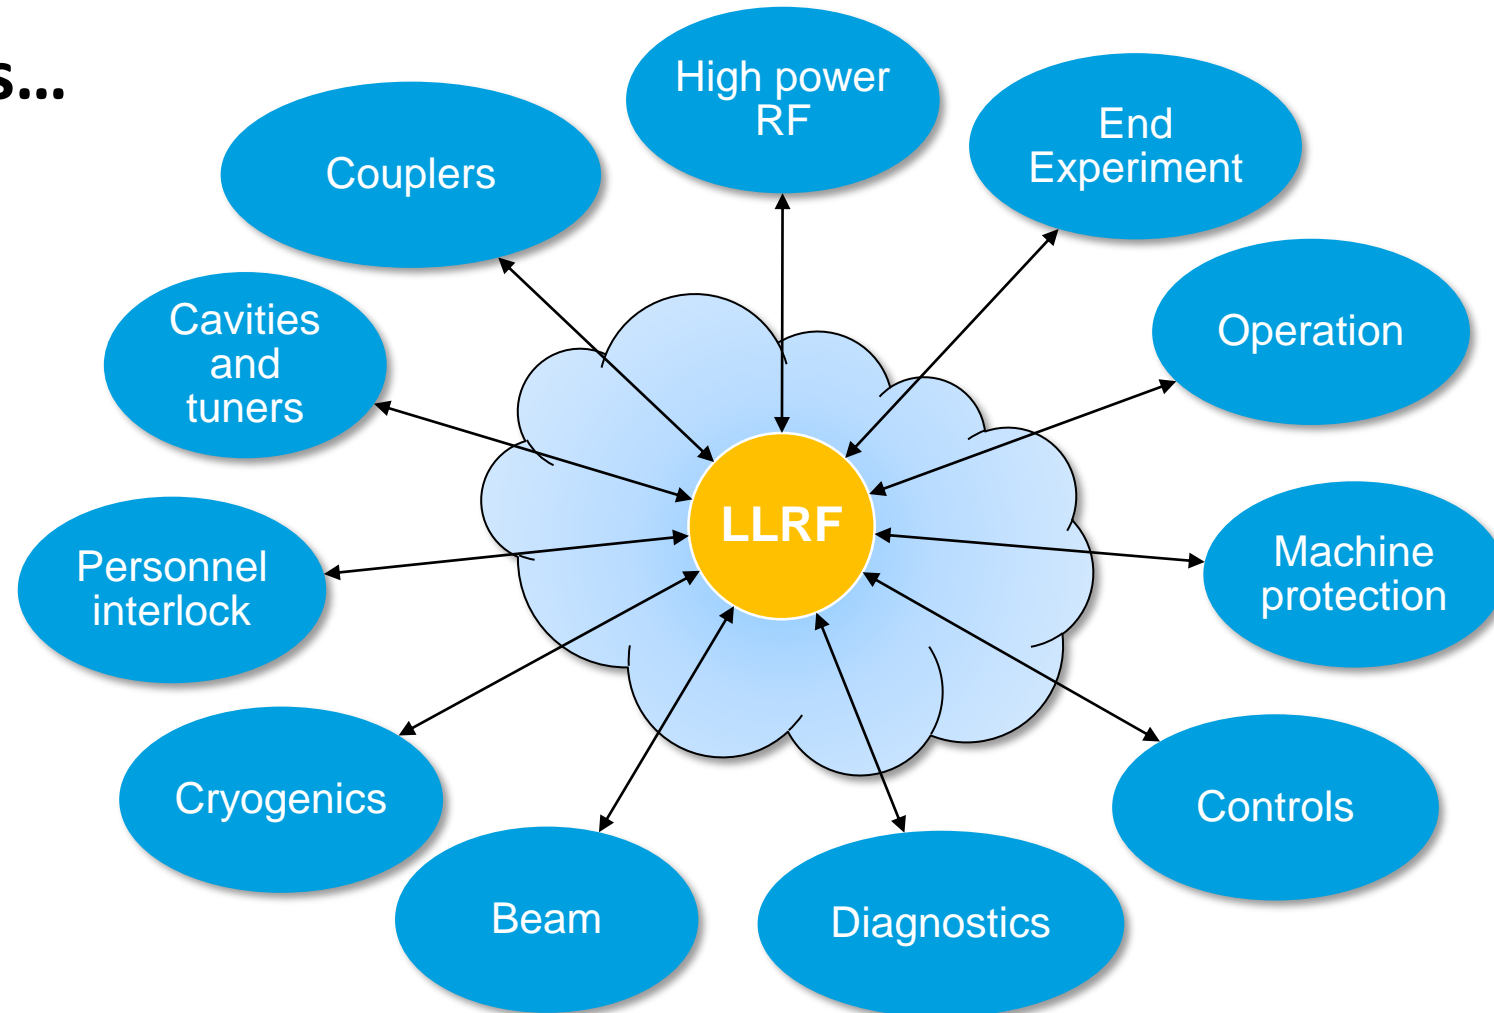 s...
High power
RF
End
Experiment
Couplers
Operation
Cavities
and
tuners
LLRF
Machine
protection
Personnel
interlock
Cryogenics
Controls
Beam
Diagnostics